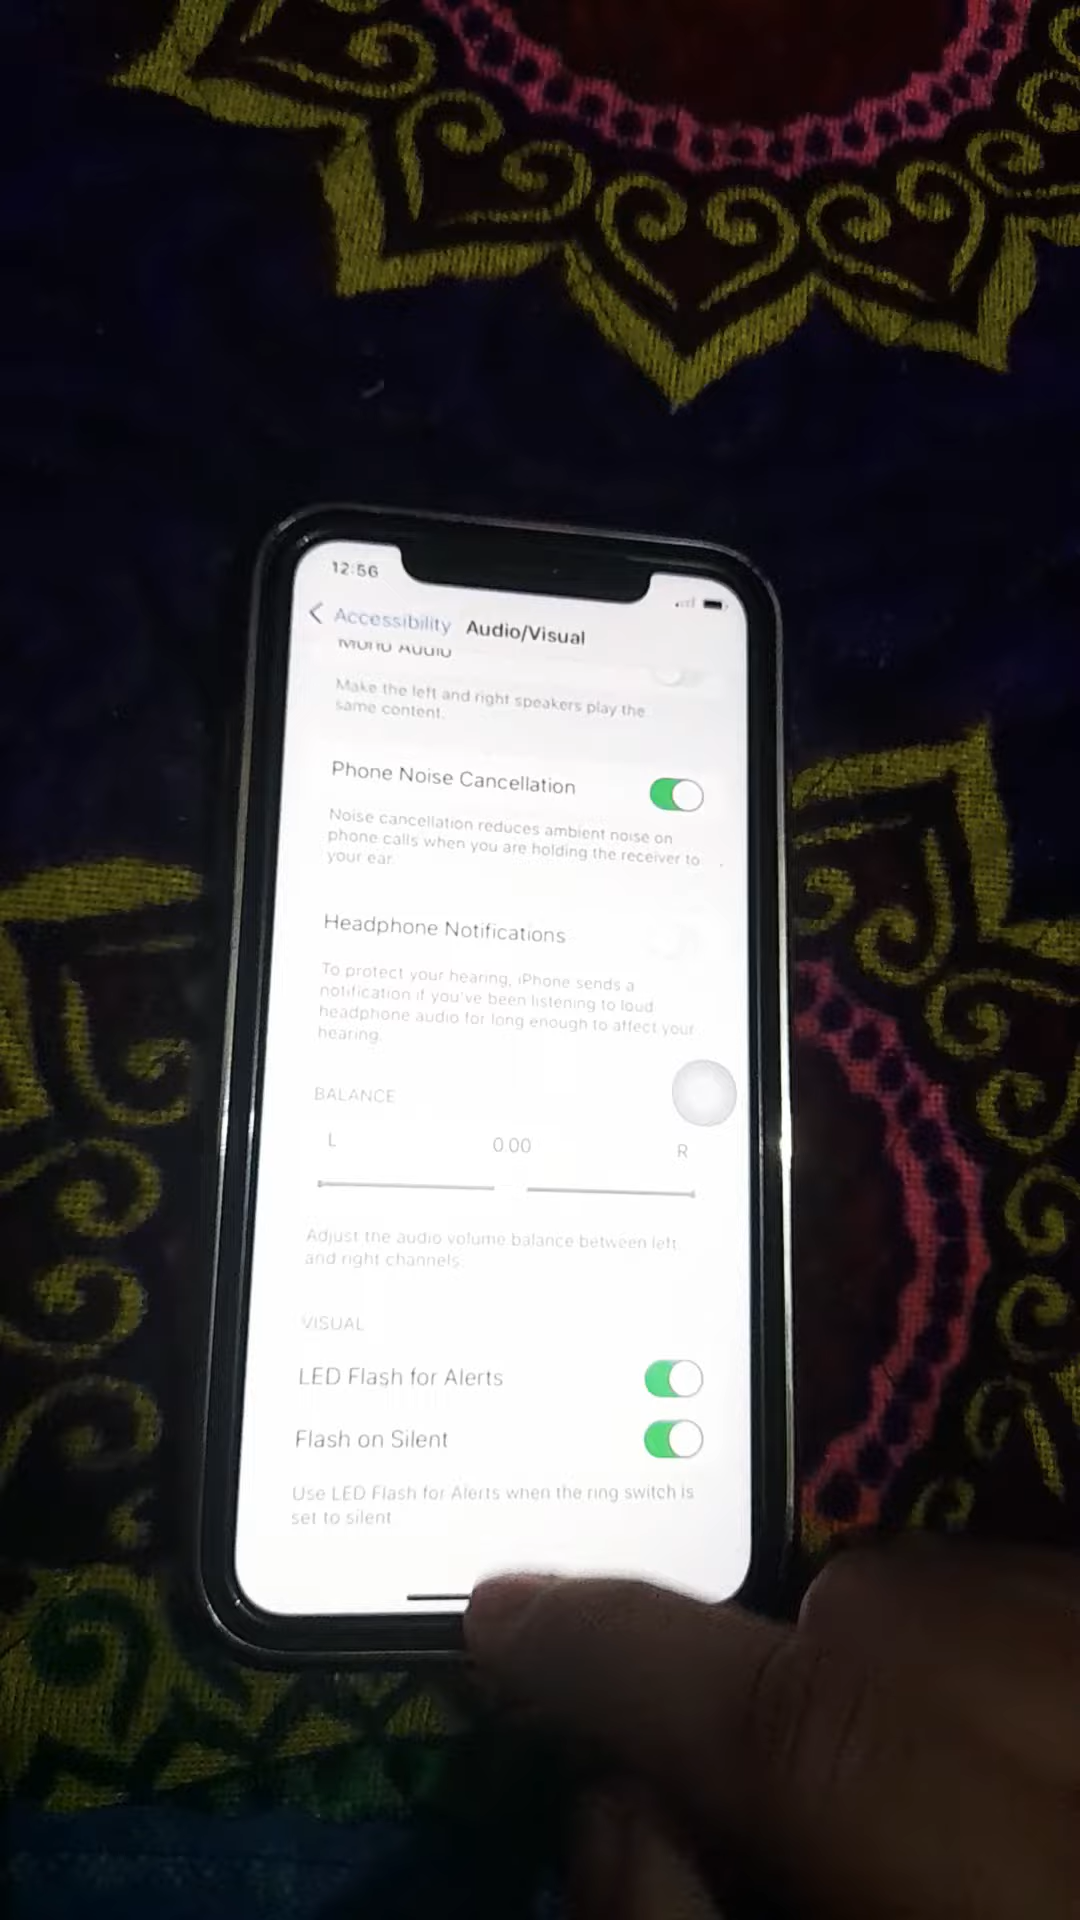 12:56
Accessibility Audio/Visual
Mono Audio
Make the left and right speakers play the
same content.
Phone Noise Cancellation
Noise cancellation reduces ambient noise on
phone calls when you are holding the receiver to
your ear.
Headphone Notifications
To protect your hearing, iPhone sends a
notification if you've been listening to loud
headphone audio for long enough to affect your
hearing.
BALANCE
L 0.00 R
Adjust the audio volume balance between left
and right channels.
VISUAL
LED Flash for Alerts
Flash on Silent
Use LED Flash for Alerts when the ring switch is
set to silent